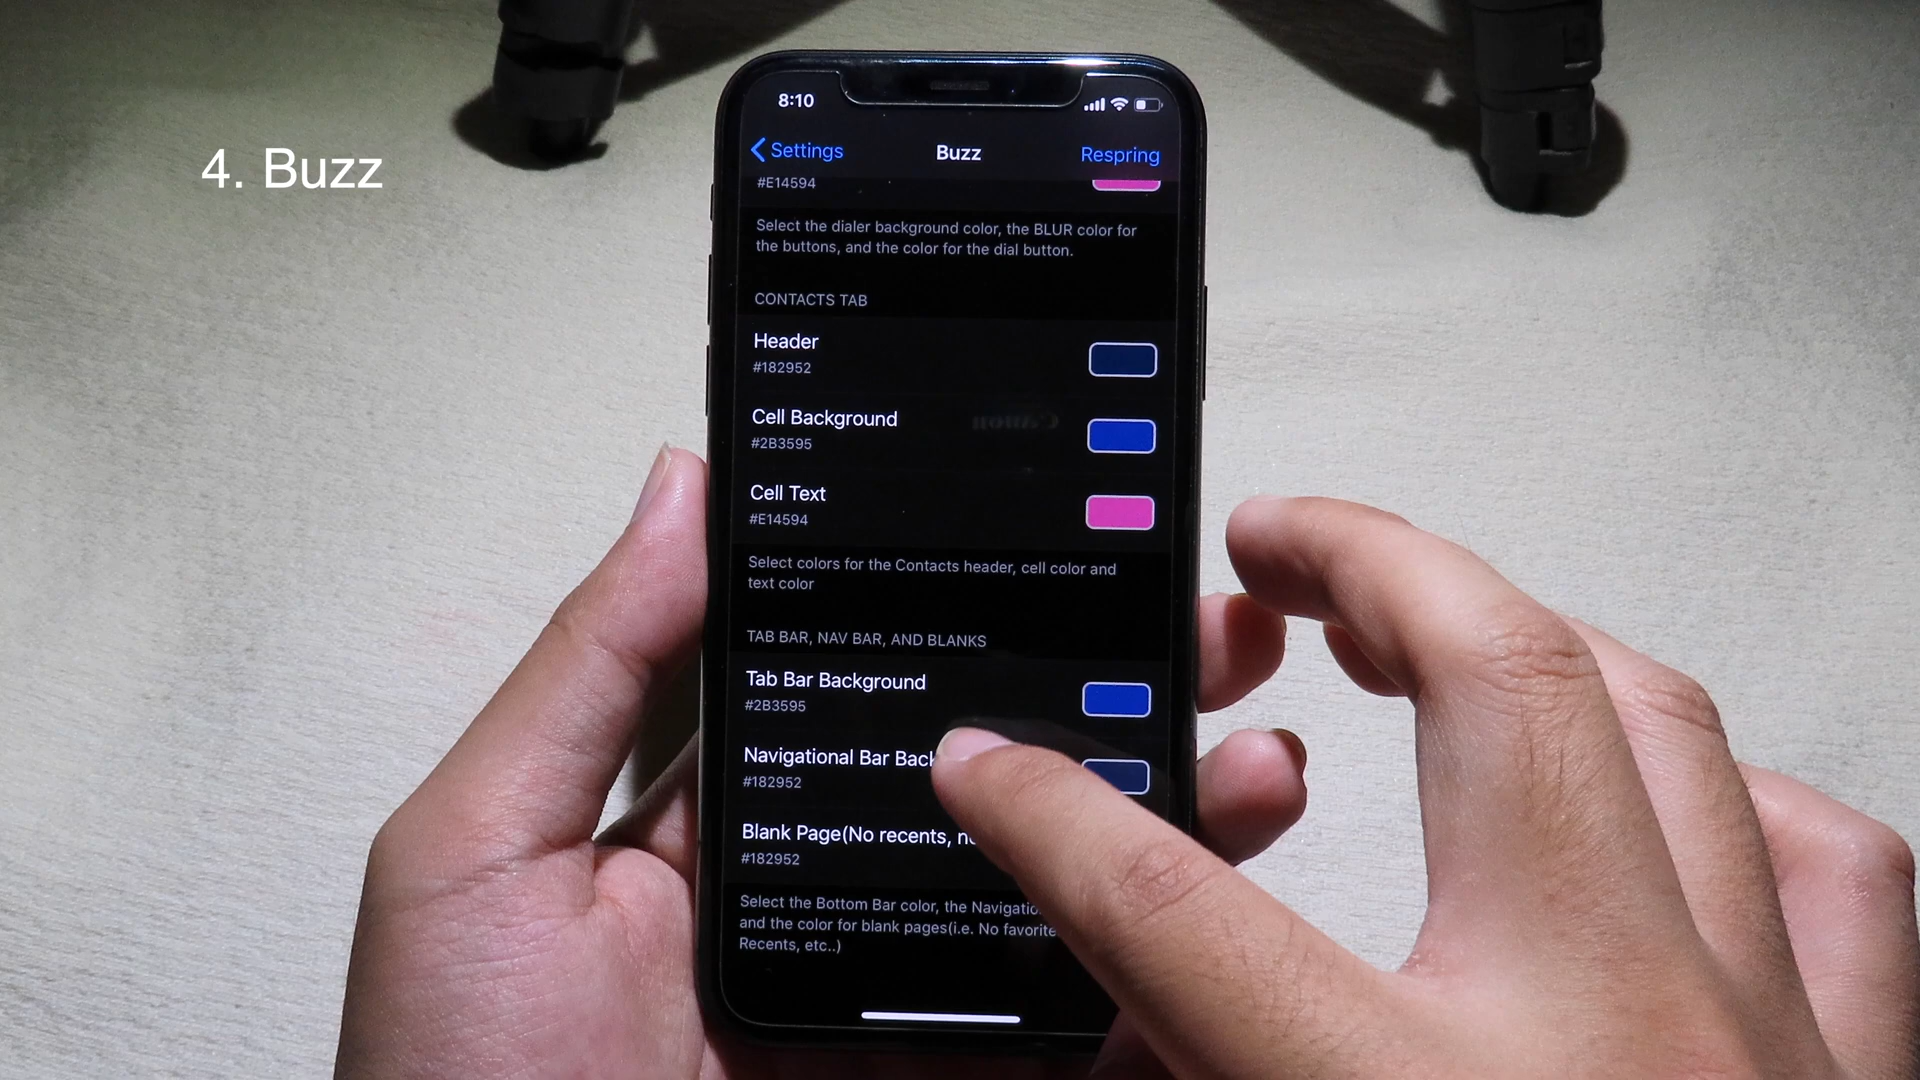 4. Buzz
8:10
Settings
Buzz
Respring
#E14594
Select the dialer background color, the BLUR color for
the buttons, and the color for the dial button.
CONTACTS TAB
Header
#182952
Cell Background
#2B3595
Canon
Cell Text
#E14594
Select colors for the Contacts header, cell color and
text color
TAB BAR, NAV BAR, AND BLANKS
Tab Bar Background
#2B3595
Navigational Bar Back
#182952
Blank Page(No recents,
#182952
Select the Bottom Bar color, the
and the color for blank pages(i.e. No
Recents, etc..)